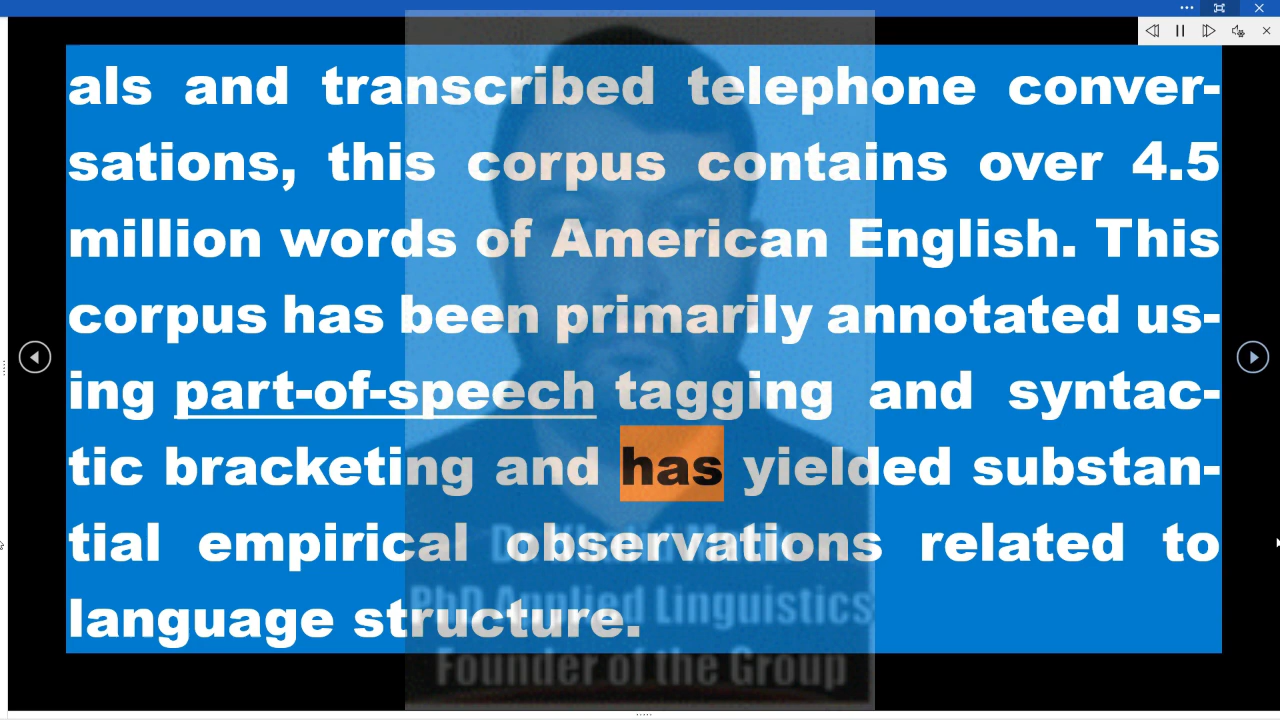 als and transcribed telephone conver-
sations, this corpus contains over 4.5
million words of American English. This
corpus has been primarily annotated us-
ing part-of-speech tagging and syntac-
tic bracketing and has yielded substan-
tial empirical observations related to
language structure.
PhD Applied Linguistics
Founder of the Group